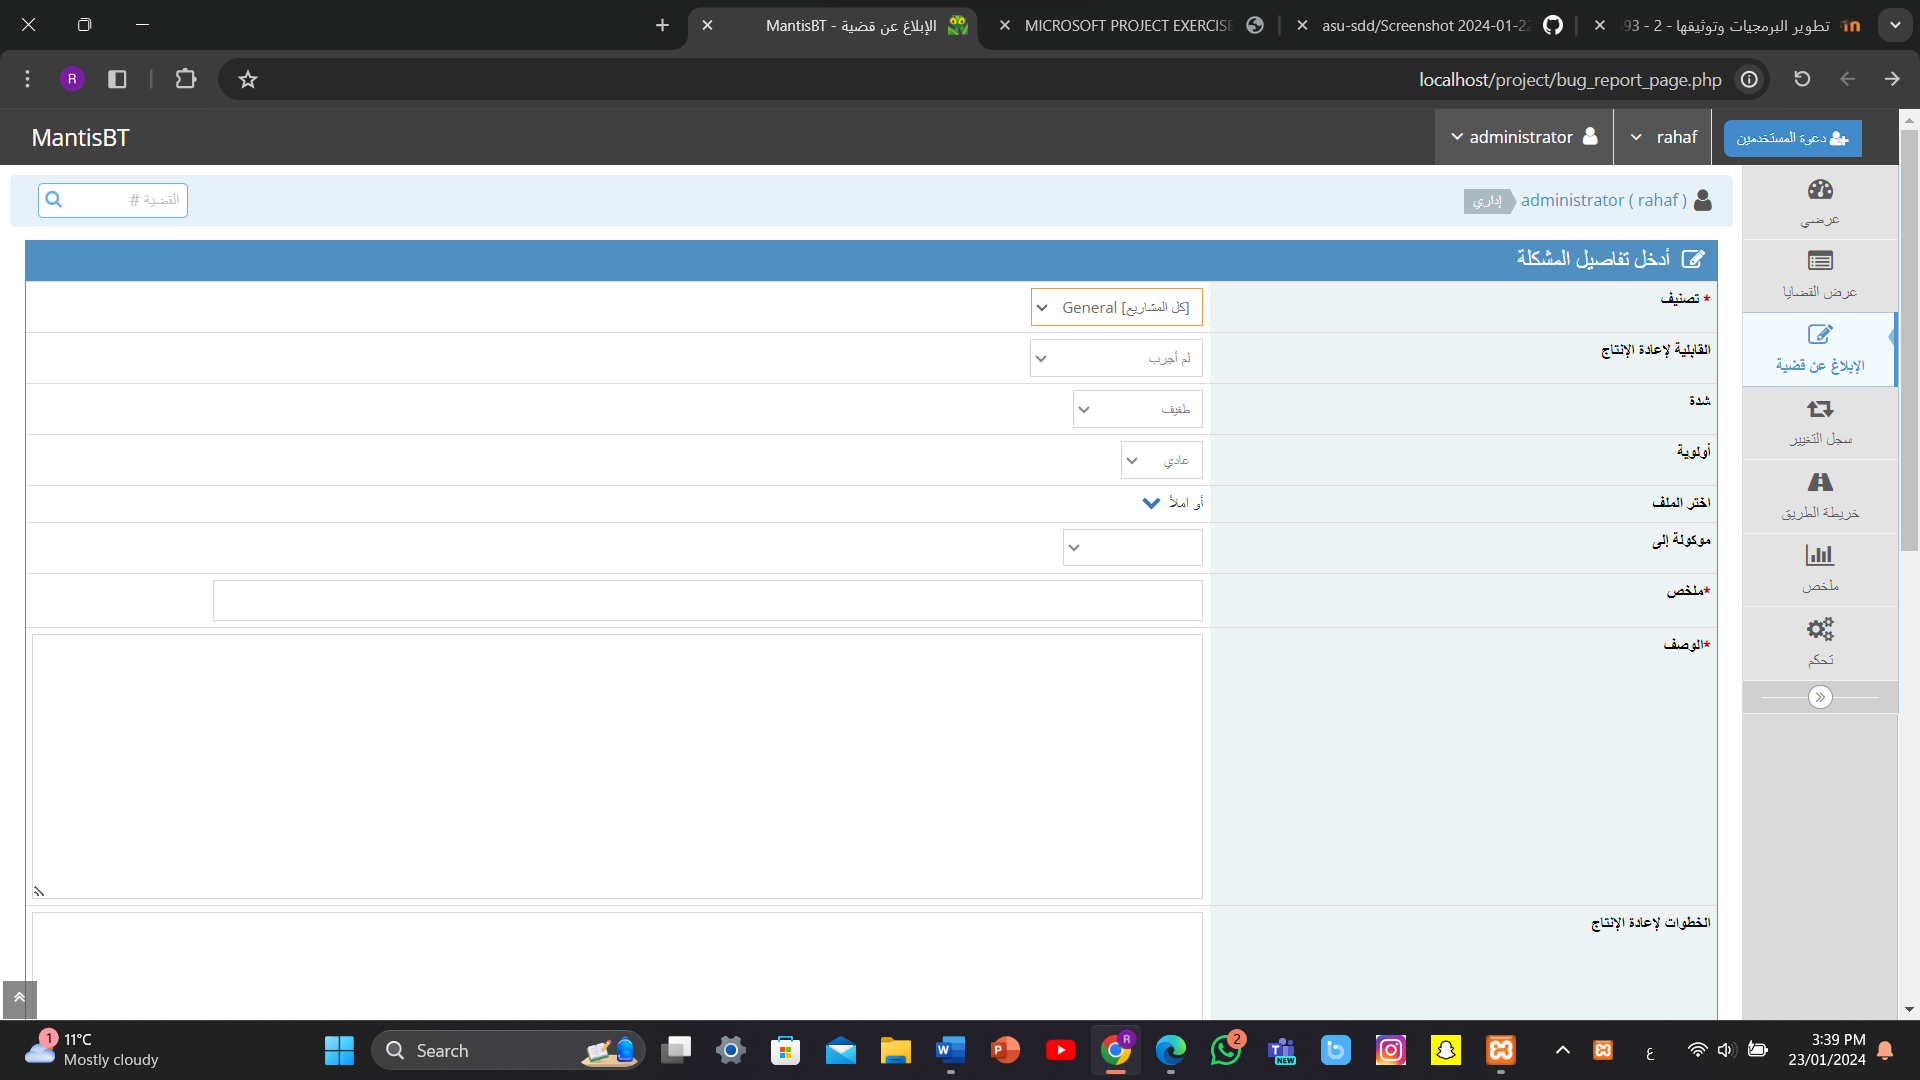 تطوير البرمجيات وتوثيقها - 2 - 93
asu-sdd/Screenshot 2024-01-22
MICROSOFT PROJECT EXERCISE
الإبلاغ عن قضية - MantisBT
R
localhost/project/bug_report_page.php
MantisBT
administrator
rahaf
دعوة المستخدمين
القضية #
administrator ( rahaf )
إداري
أدخل تفاصيل المشكلة
* تصنيف
[كل المشاريع] General
القابلية لإعادة الإنتاج
لم أجرب
شدة
طفيف
أولوية
عادي
اختر الملف
أو املأ
موكولة إلى
*ملخص
*الوصف
الخطوات لإعادة الإنتاج
عرضي
عرض القضايا
الإبلاغ عن قضية
سجل التغيير
خريطة الطريق
ملخص
تحكم
1
11°C
Mostly cloudy
Search
R
2
NEW
ع
3:39 PM
23/01/2024